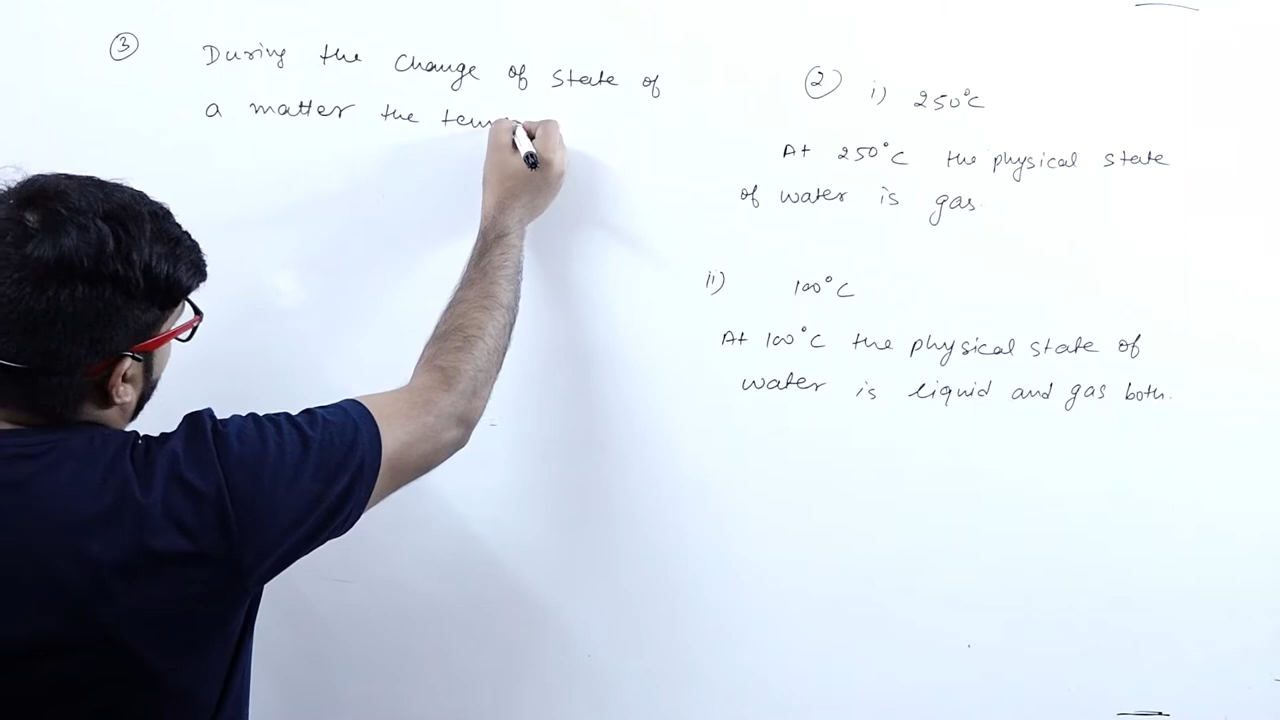 ③ During the change of state of
a matter the
② i) 250°C
At 250°C the physical state
of water is gas.
ii) 100°C
At 100°C the physical state of
water is liquid and gas both.